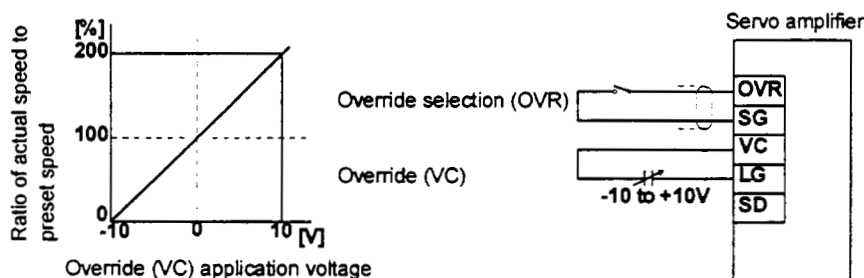 [%]
200
100
0
-10
0
10
[V]
Ratio of actual speed to
preset speed
Override (VC) application voltage
Servo amplifier
Override selection (OVR)
Override (VC)
-10 to +10V
OVR
SG
VC
LG
SD